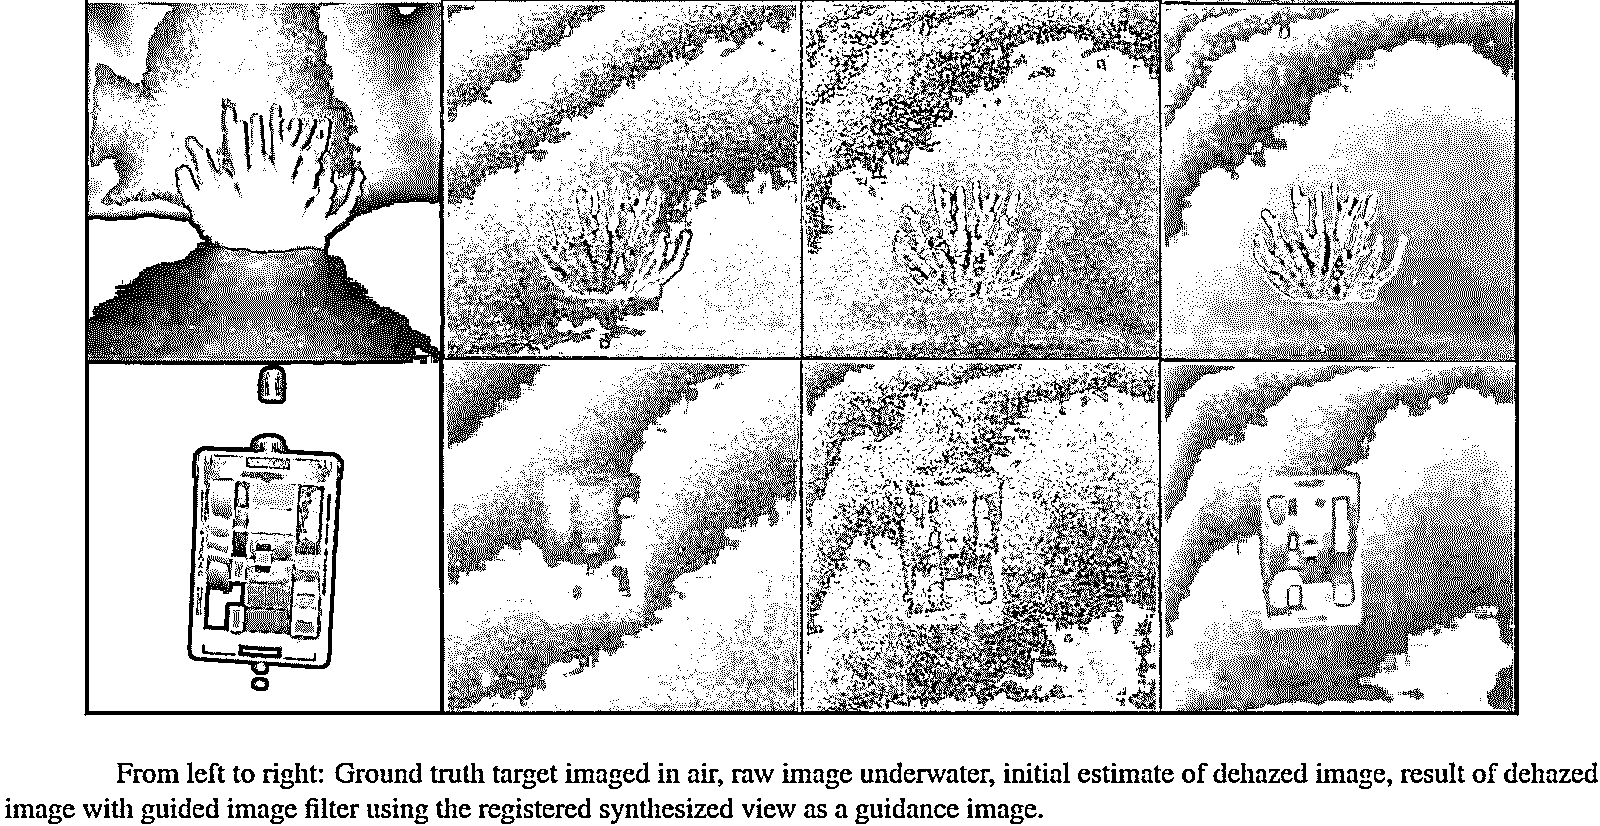 From left to right: Ground truth target imaged in air, raw image underwater, initial estimate of dehazed image, result of dehazed
image with guided image filter using the registered synthesized view as a guidance image.